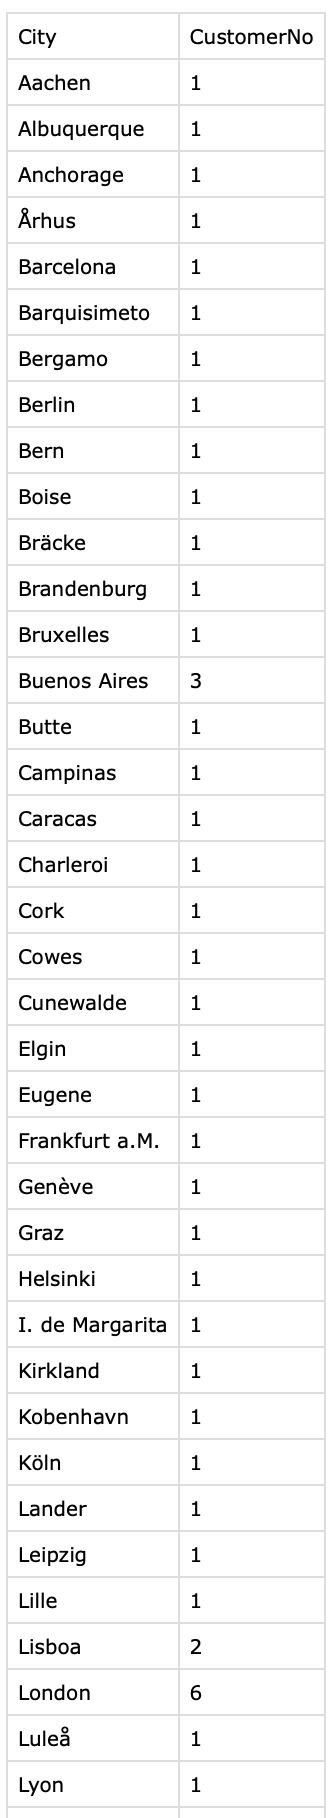 City CustomerNo
Aachen 1
Albuquerque 1
Anchorage 1
Århus 1
Barcelona 1
Barquisimeto 1
Bergamo 1
Berlin 1
Bern 1
Boise 1
Bräcke 1
Brandenburg 1
Bruxelles 1
Buenos Aires 3
Butte 1
Campinas 1
Caracas 1
Charleroi 1
Cork 1
Cowes 1
Cunewalde 1
Elgin 1
Eugene 1
Frankfurt a.M. 1
Genève 1
Graz 1
Helsinki 1
I. de Margarita 1
Kirkland 1
Kobenhavn 1
Köln 1
Lander 1
Leipzig 1
Lille 1
Lisboa 2
London 6
Luleå 1
Lyon 1